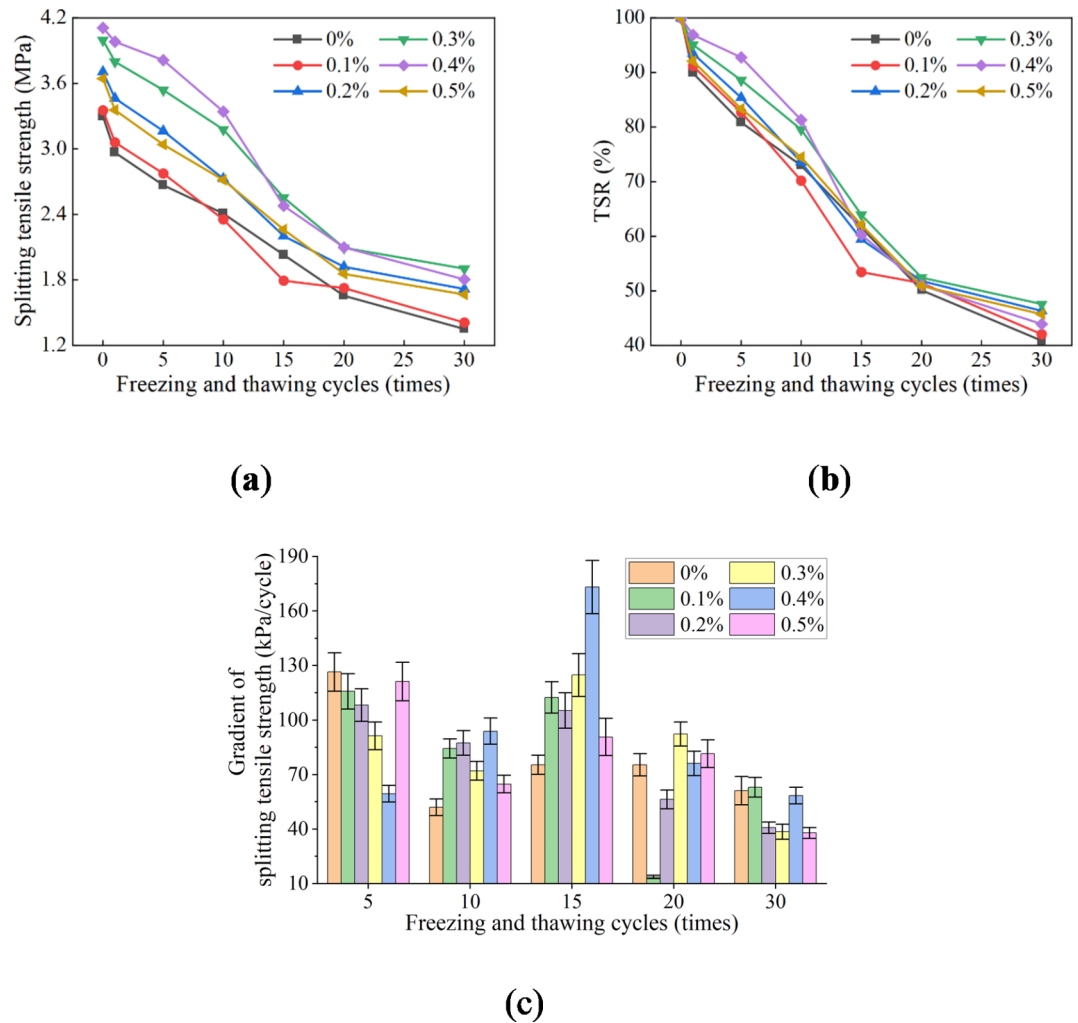 4.2
3.6
3.0
2.4
1.8
1.2
Splitting tensile strength (MPa)
0%
0.1%
0.2%
0.3%
0.4%
0.5%
0 5 10 15 20 25 30
Freezing and thawing cycles (times)
(a)
100
90
80
70
60
50
40
TSR (%)
0%
0.1%
0.2%
0.3%
0.4%
0.5%
0 5 10 15 20 25 30
Freezing and thawing cycles (times)
(b)
190
160
130
100
70
40
10
Gradient of
splitting tensile strength (kPa/cycle)
0%
0.1%
0.2%
0.3%
0.4%
0.5%
5 10 15 20 30
Freezing and thawing cycles (times)
(c)